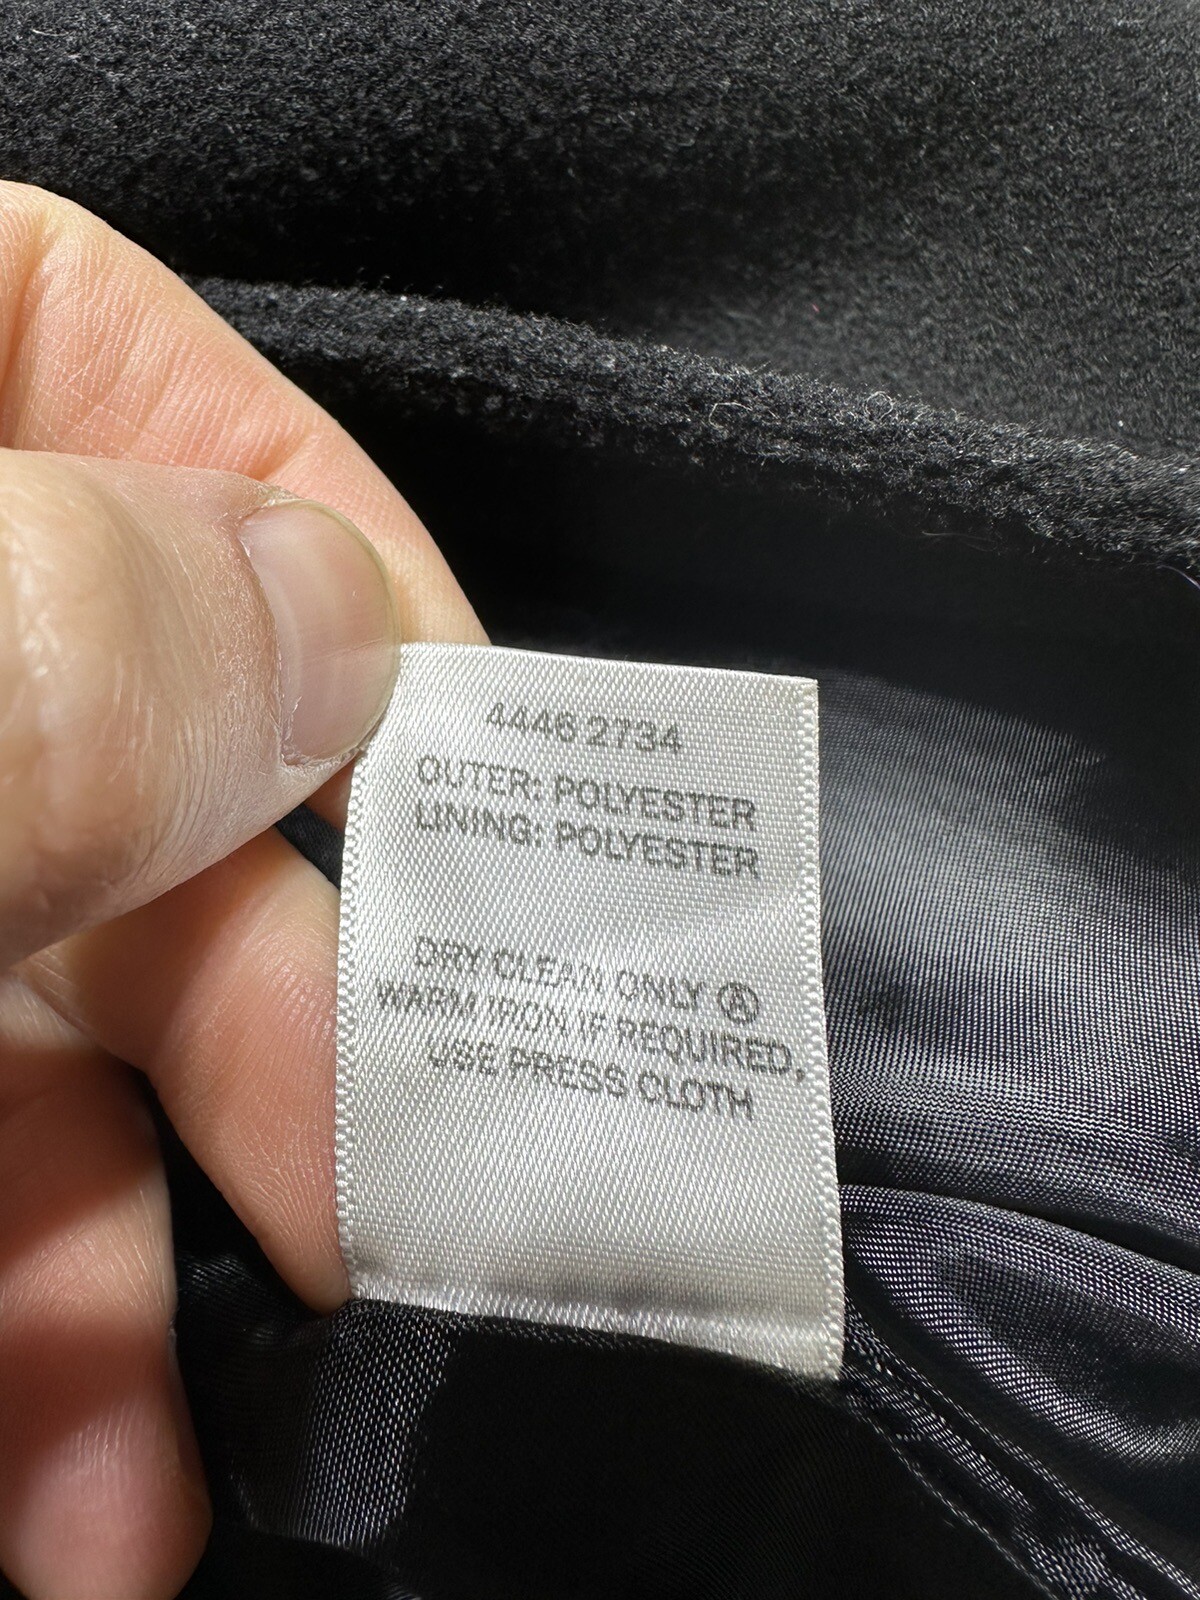 4446 2734
OUTER: POLYESTER
LINING: POLYESTER
DRY CLEAN ONLY Ⓐ
WARM IRON IF REQUIRED,
USE PRESS CLOTH